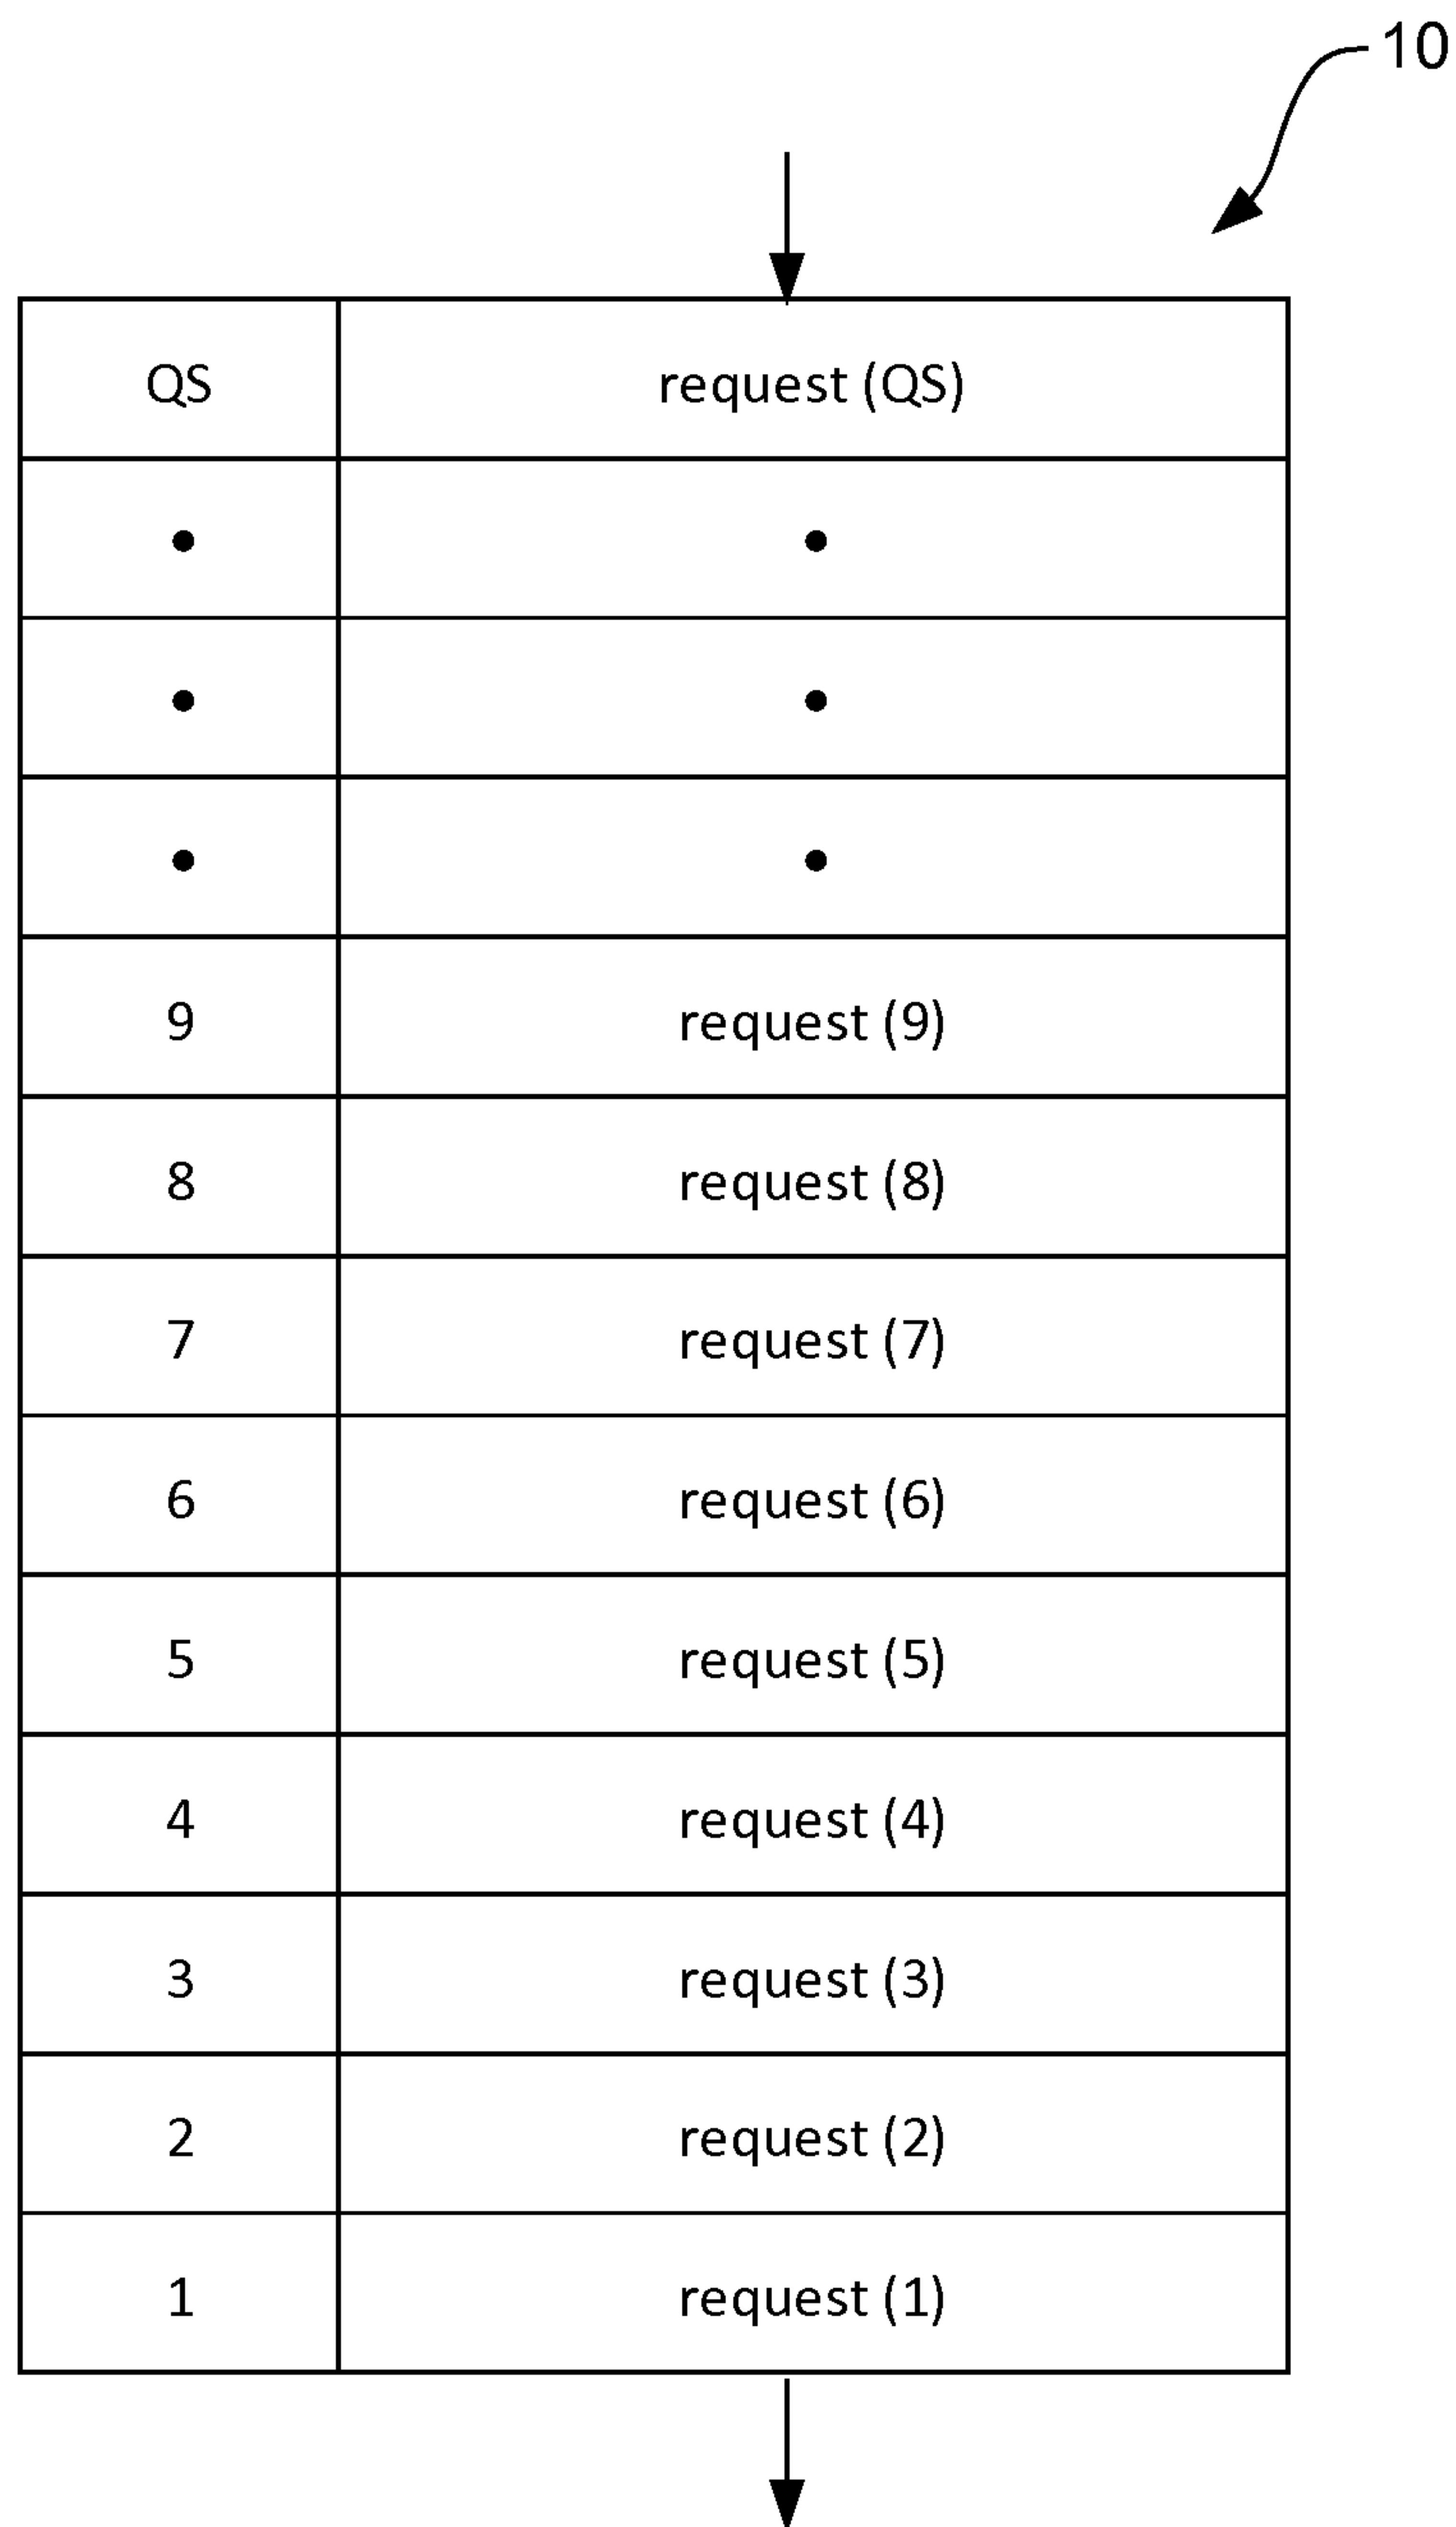 10
QS request (QS)
• •
• •
• •
9 request (9)
8 request (8)
7 request (7)
6 request (6)
5 request (5)
4 request (4)
3 request (3)
2 request (2)
1 request (1)